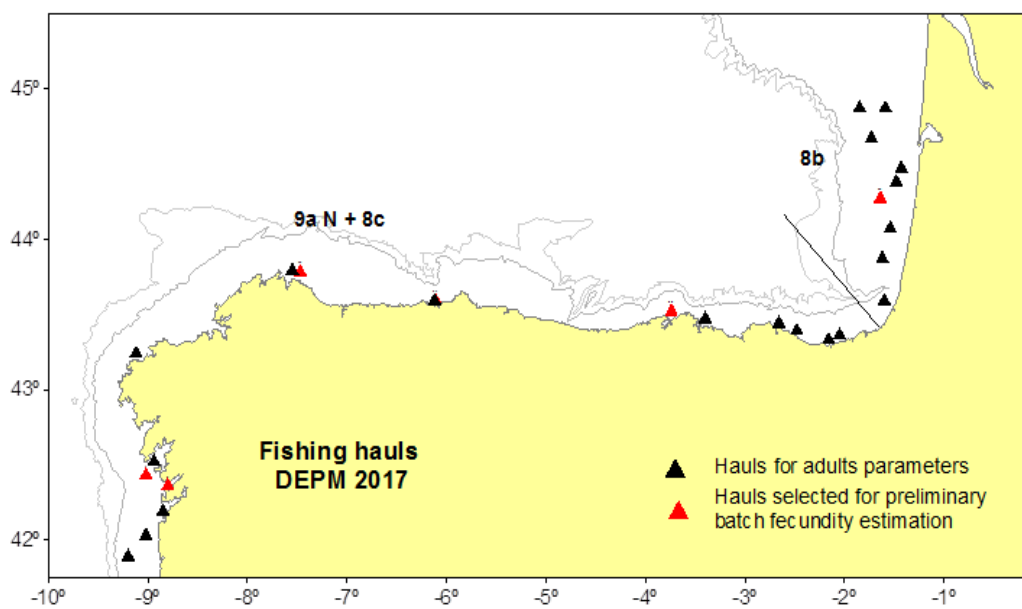 45º
44º
43º
42º
8b
9a N + 8c
Fishing hauls
DEPM 2017
Hauls for adults parameters
Hauls selected for preliminary
batch fecundity estimation
-10º
-9º
-8º
-7º
-6º
-5º
-4º
-3º
-2º
-1º